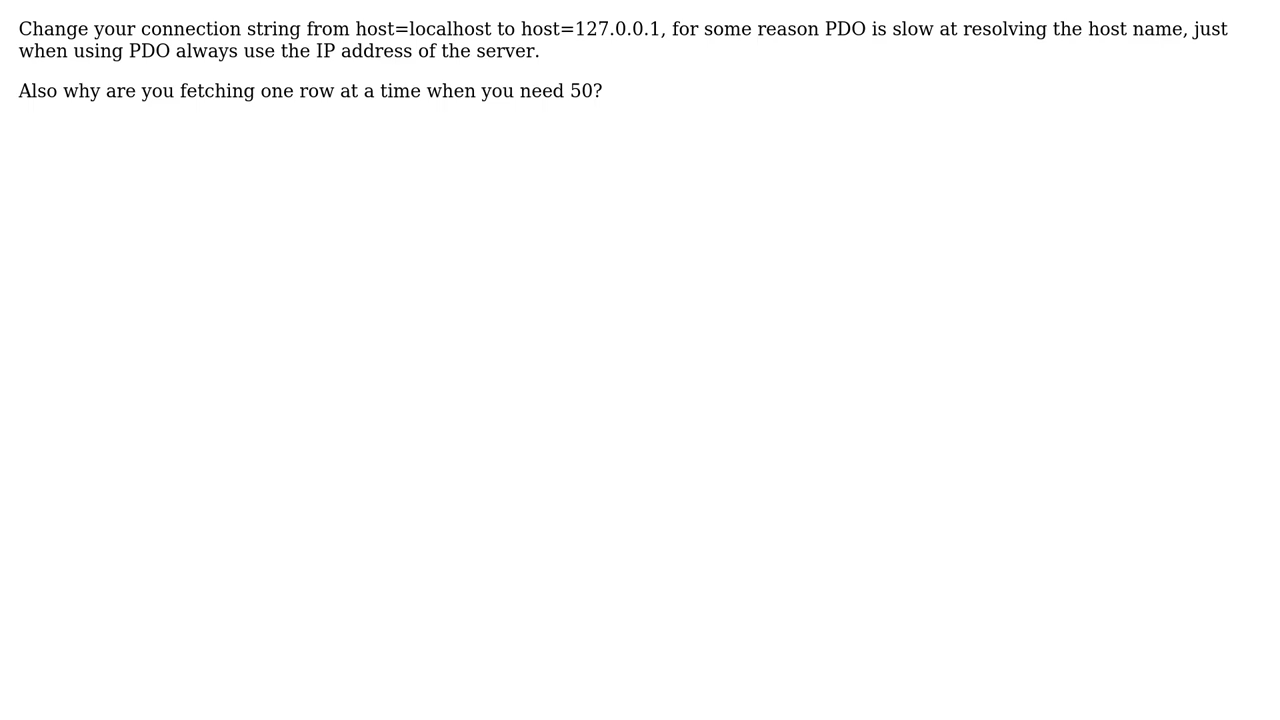 Change your connection string from host=localhost to host=127.0.0.1, for some reason PDO is slow at resolving the host name, just
when using PDO always use the IP address of the server.
Also why are you fetching one row at a time when you need 50?